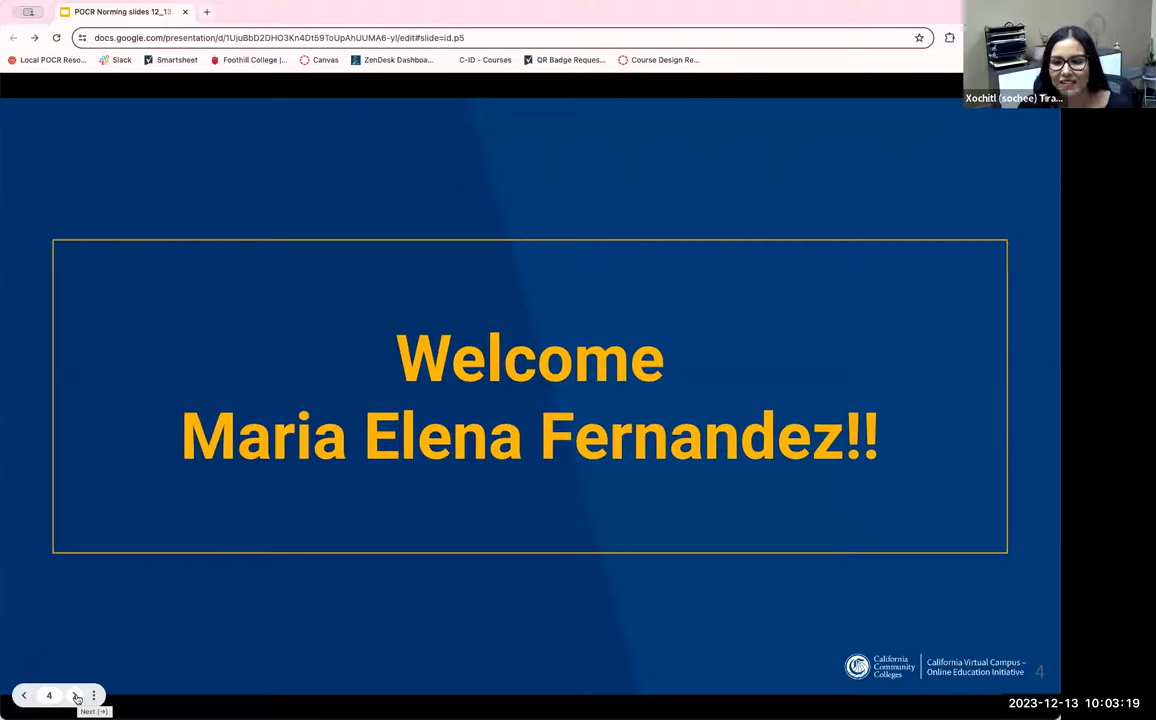 POCR Norming slides 12_13.
docs.google.com/presentation/d/1UjuBbD2DHO3Kn4Dt59ToUpAhUUMA6-yI/edit#slide=id.p5
Local POCR Reso... Slack Smartsheet Foothill College |... Canvas ZenDesk Dashboa... C-ID - Courses QR Badge Reques... Course Design Re...
Xochitl (sochee) Tira...
Welcome
Maria Elena Fernandez!!
California
Community
Colleges
California Virtual Campus –
Online Education Initiative
4
4
Next (→)
2023-12-13 10:03:19